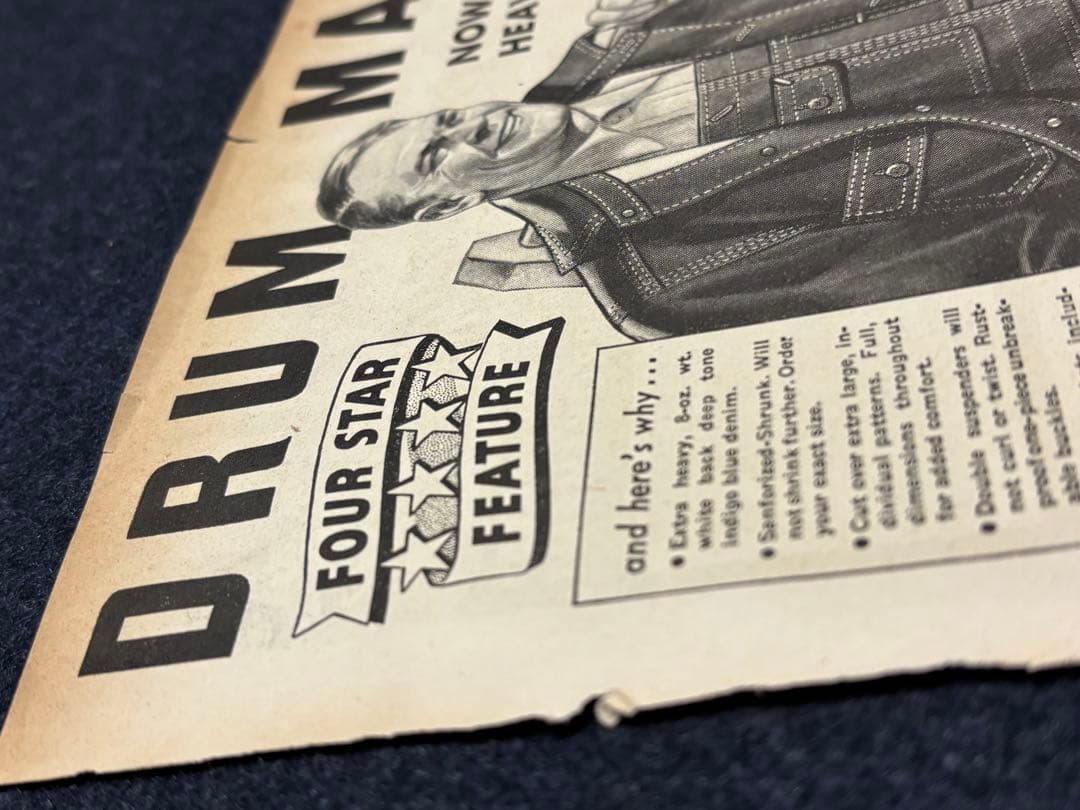 DRUM MA
NOW
HEA
FOUR STAR
FEATURE
and here's why...
• Extra heavy, 8-oz. wt.
white back deep tone
indigo blue denim.
• Sanforized-Shrunk. Will
not shrink further. Order
your exact size.
• Cut over extra large, in-
dividual patterns. Full,
dimensions throughout
for added comfort.
• Double suspenders will
not curl or twist. Rust-
proof one-piece unbreak-
able buckles.
includ-